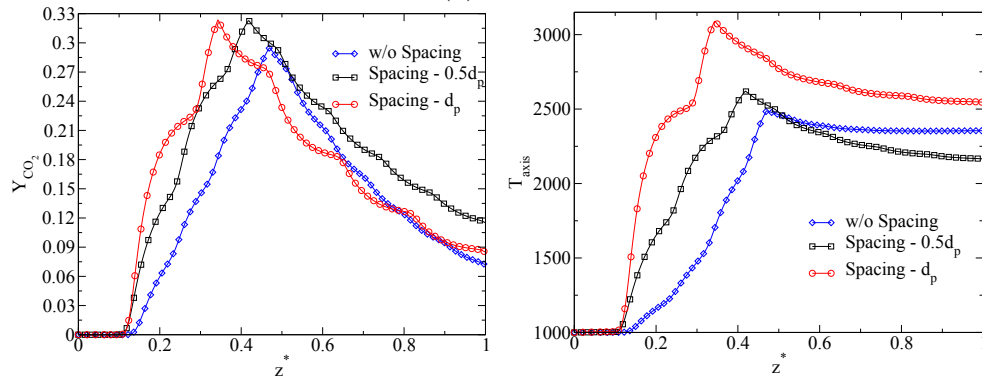 0.33
0.3
0.27
0.24
0.21
0.18
0.15
0.12
0.09
0.06
0.03
0
Y_CO2
0
0.2
0.4
0.6
0.8
1
z*
w/o Spacing
Spacing - 0.5d_p
Spacing - d_p
3000
2500
2000
1500
1000
T_axis
0
0.2
0.4
0.6
0.8
1
z*
w/o Spacing
Spacing - 0.5d_p
Spacing - d_p